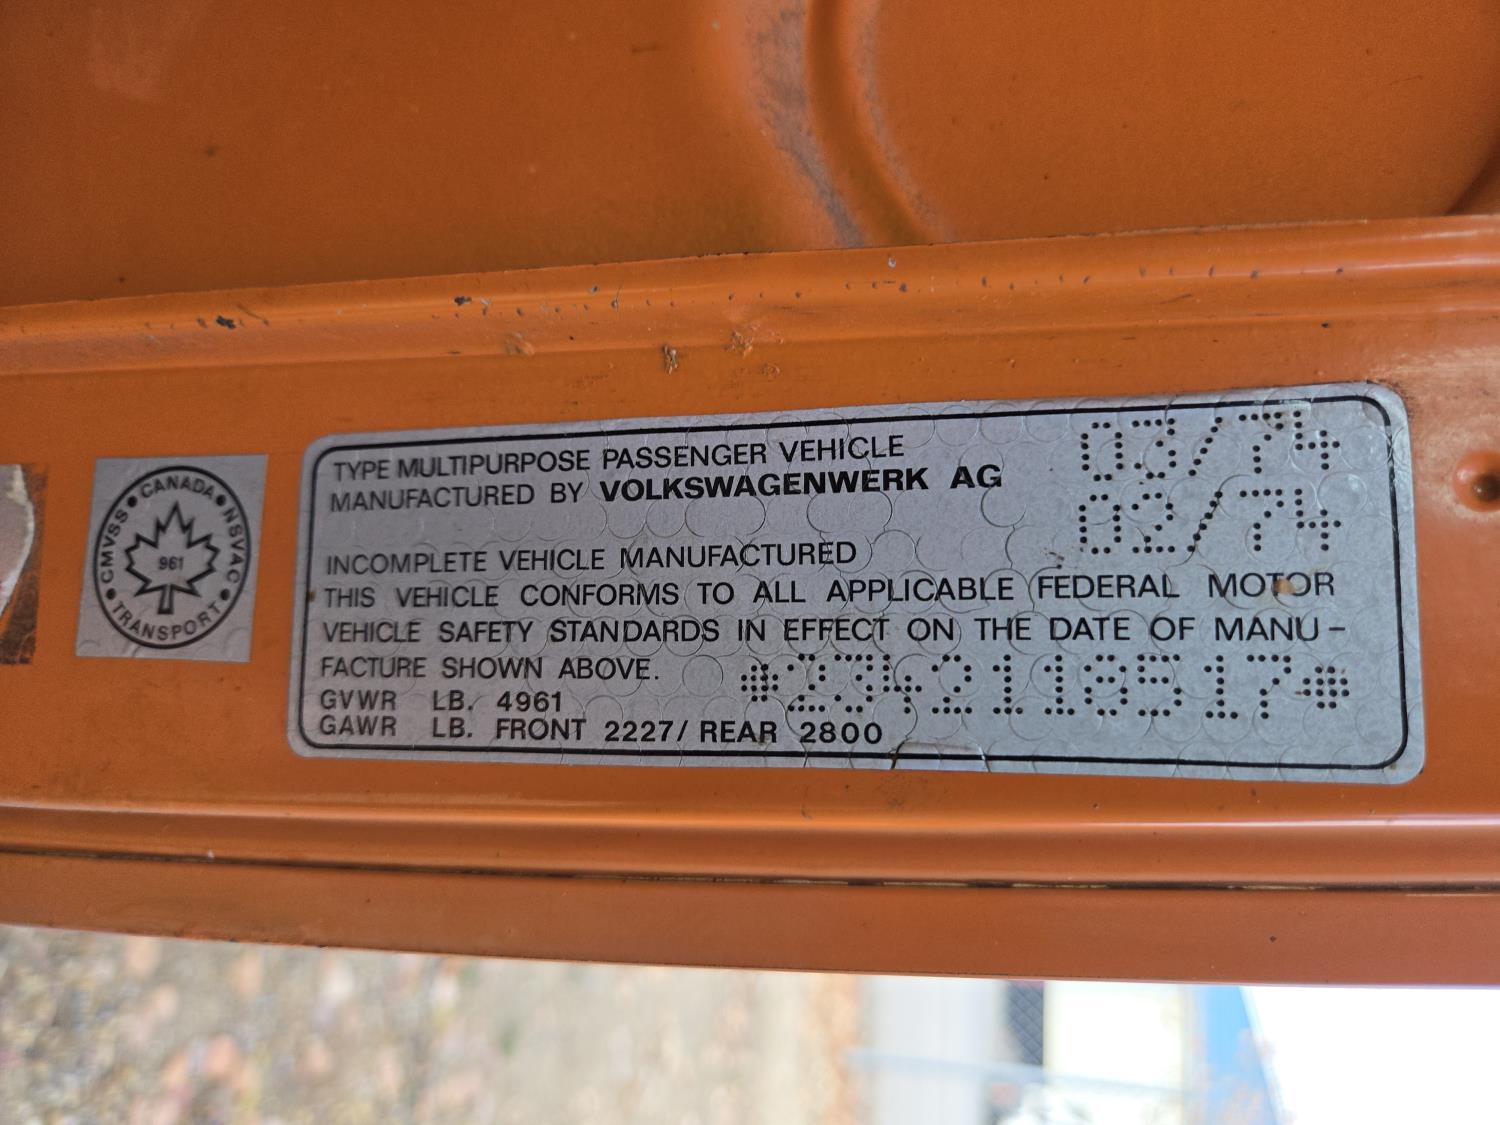 CANADA • NSVAC • TRANSPORT • CMVSS •
961
TYPE MULTIPURPOSE PASSENGER VEHICLE 03/74
MANUFACTURED BY VOLKSWAGENWERK AG
02/74
INCOMPLETE VEHICLE MANUFACTURED
THIS VEHICLE CONFORMS TO ALL APPLICABLE FEDERAL MOTOR
VEHICLE SAFETY STANDARDS IN EFFECT ON THE DATE OF MANU-
FACTURE SHOWN ABOVE.
GVWR LB. 4961 *2342118517*
GAWR LB. FRONT 2227/ REAR 2800